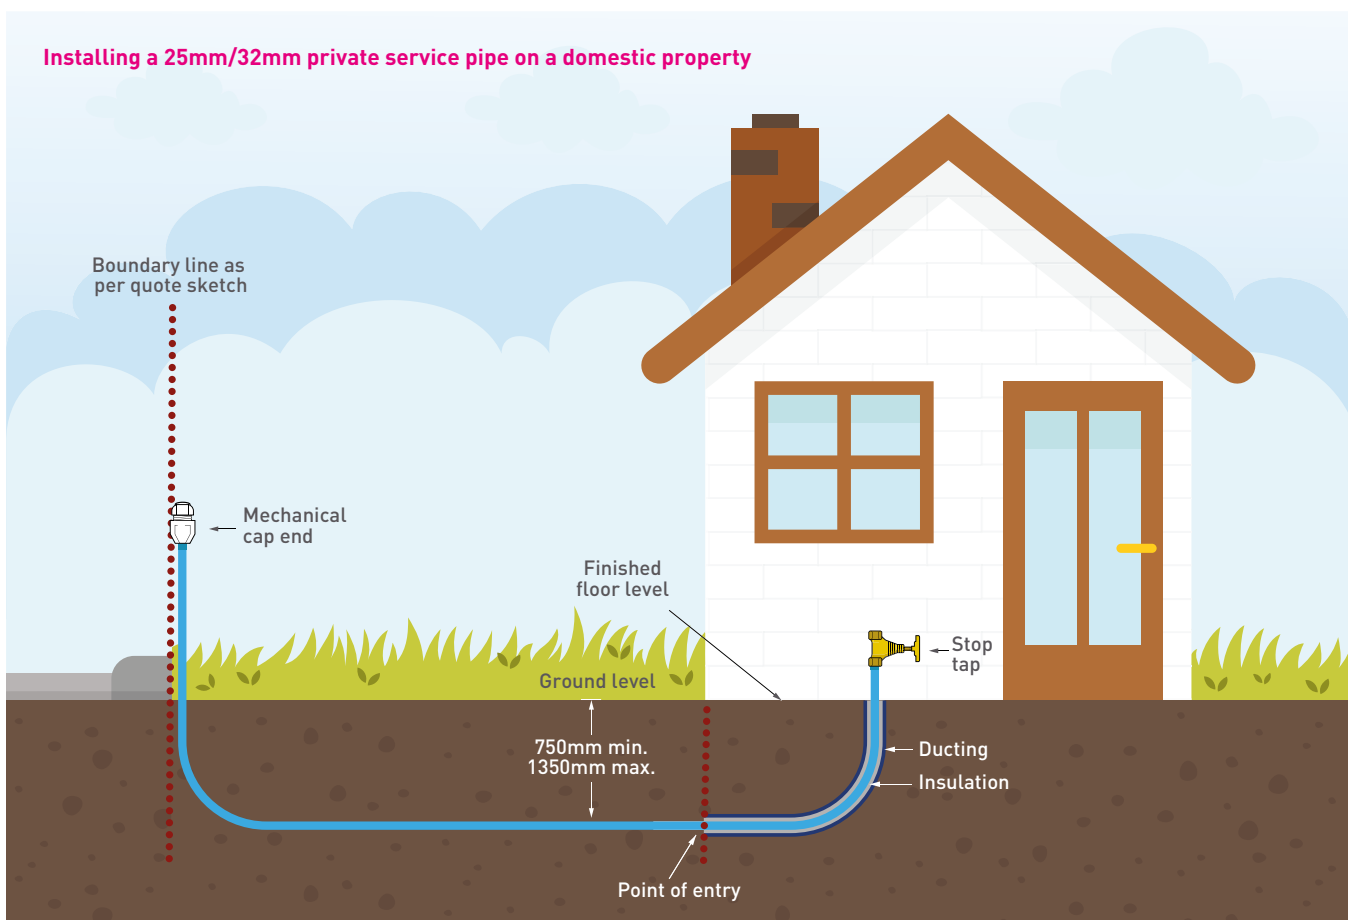 Installing a 25mm/32mm private service pipe on a domestic property
Boundary line as
per quote sketch
Mechanical
cap end
Finished
floor level
Stop
tap
Ground level
750mm min.
1350mm max.
Ducting
Insulation
Point of entry